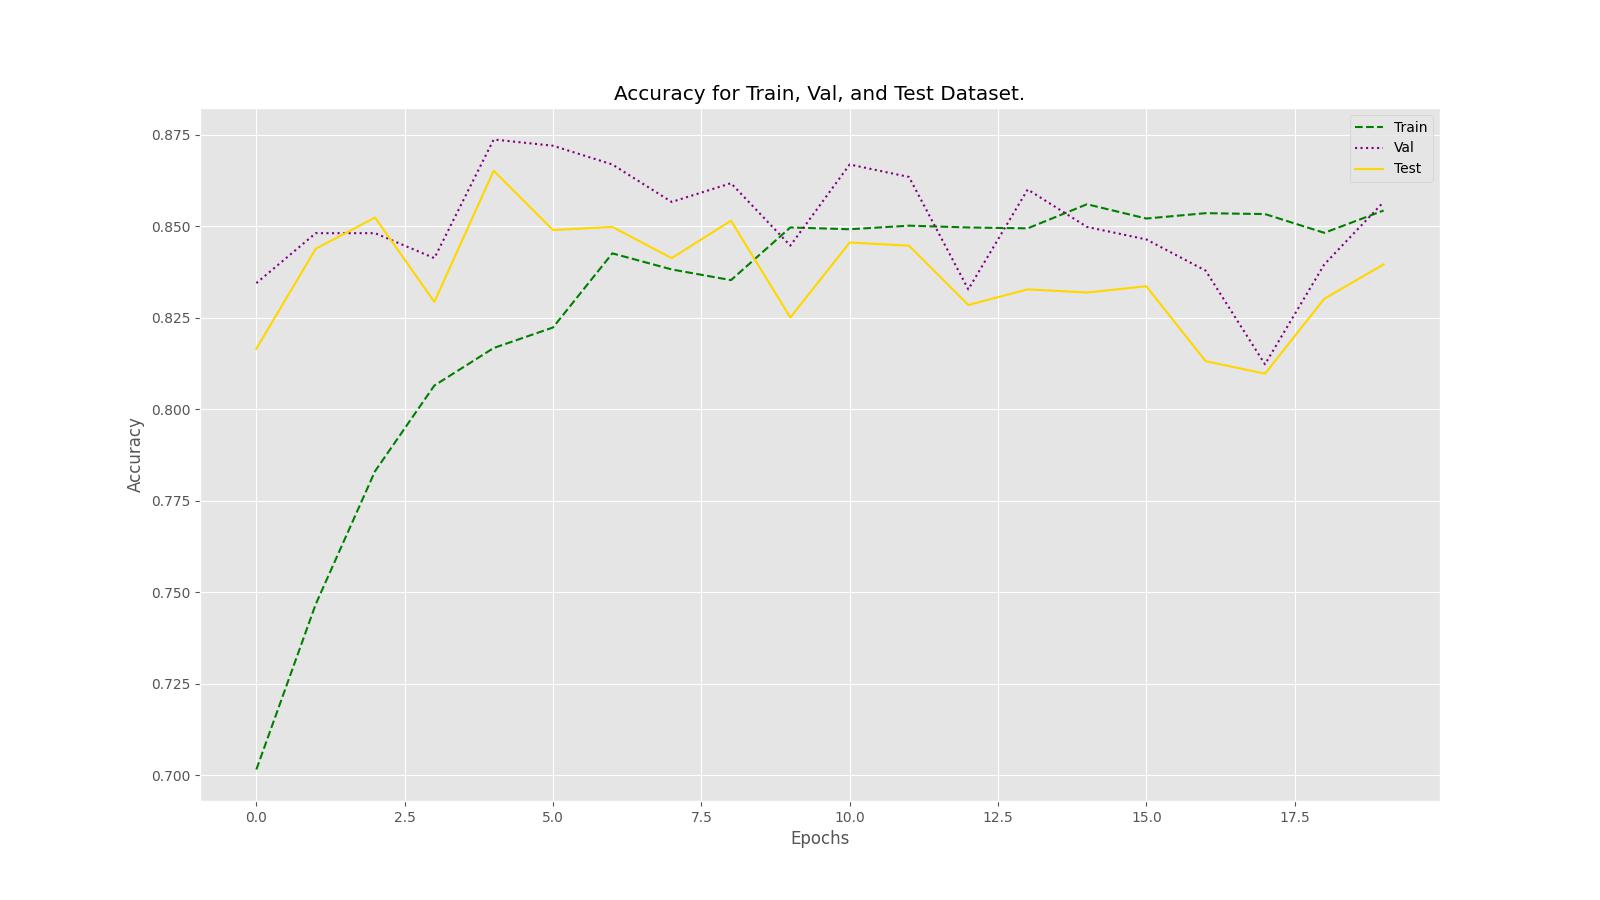 Accuracy for Train, Val, and Test Dataset.
Train
Val
Test
Accuracy
0.875
0.850
0.825
0.800
0.775
0.750
0.725
0.700
0.0 2.5 5.0 7.5 10.0 12.5 15.0 17.5
Epochs